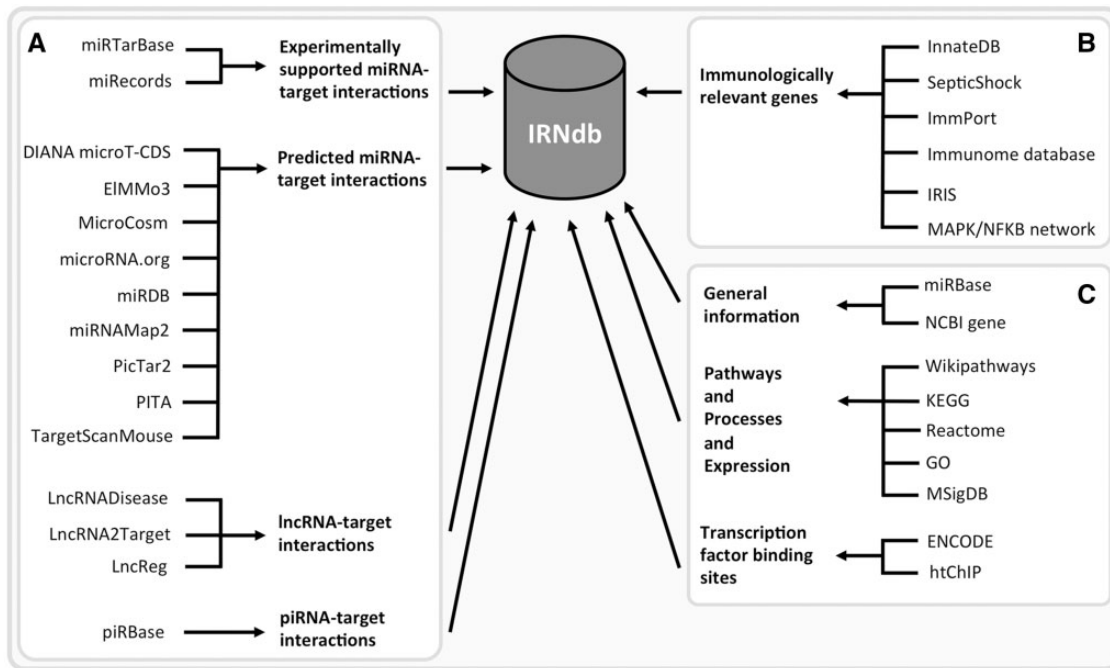 A
miRTarBase
miRecords
Experimentally
supported miRNA-
target interactions
DIANA microT-CDS
ElMMo3
MicroCosm
microRNA.org
miRDB
miRNAMap2
PicTar2
PITA
TargetScanMouse
Predicted miRNA-
target interactions
LncRNADisease
LncRNA2Target
LncReg
lncRNA-target
interactions
piRBase
piRNA-target
interactions
IRNdb
B
Immunologically
relevant genes
InnateDB
SepticShock
ImmPort
Immunome database
IRIS
MAPK/NFKB network
C
General
information
miRBase
NCBI gene
Pathways
and
Processes
and
Expression
Wikipathways
KEGG
Reactome
GO
MSigDB
Transcription
factor binding
sites
ENCODE
htChIP